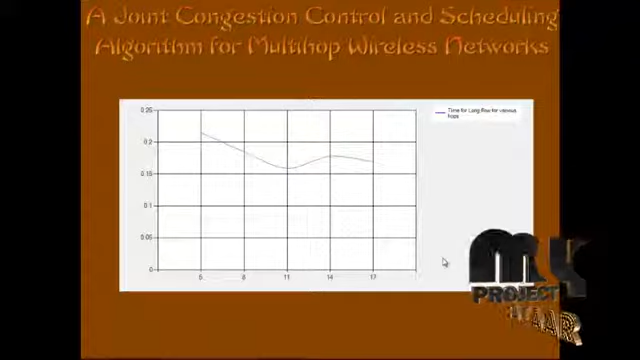 A Joint Congestion Control and Scheduling
Algorithm for Multihop Wireless Networks
0.25
Time for Long flow for various
hops
0.2
0.15
0.1
0.05
0
5 8 11 14 17
PROJECT